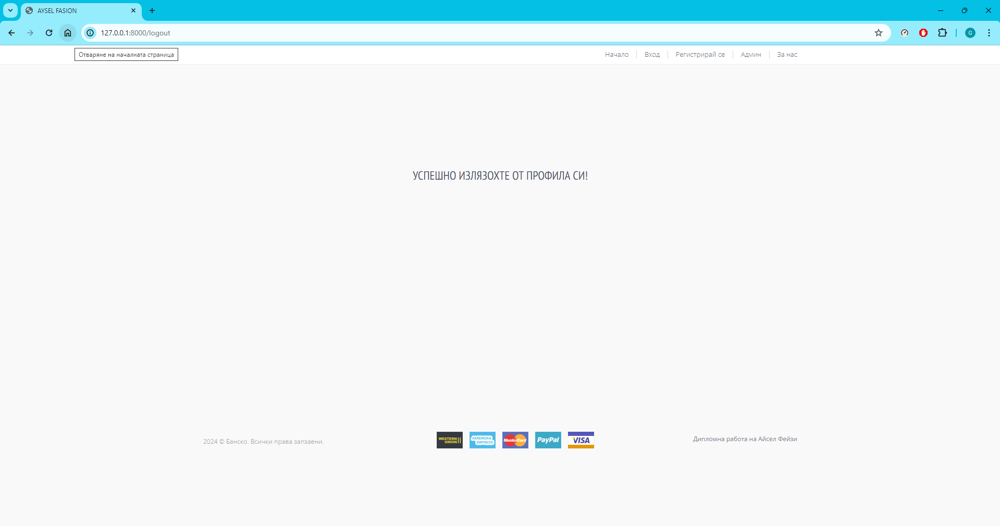 AYSEL FASION
127.0.0.1:8000/logout
G
Отваряне на началната страница
Начало
Вход
Регистрирай се
Админ
За нас
УСПЕШНО ИЗЛЯЗОХТЕ ОТ ПРОФИЛА СИ!
2024 © Банско. Всички права запзаени.
WESTERN
UNION
AMERICAN
EXPRESS
MasterCard
PayPal
VISA
Дипломна работа на Айсел Фейзи